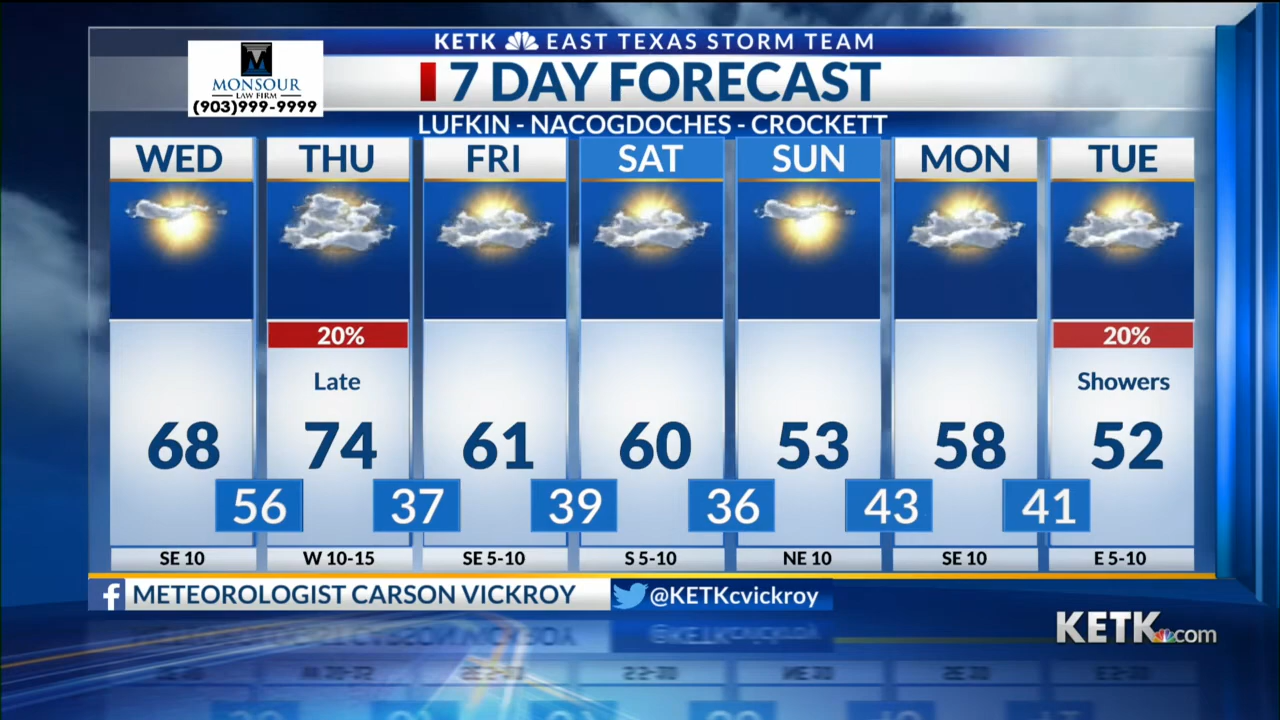 KETK EAST TEXAS STORM TEAM
MONSOUR
LAW FIRM
(903)999-9999
7 DAY FORECAST
LUFKIN - NACOGDOCHES - CROCKETT
WED THU FRI SAT SUN MON TUE
20% 20%
Late Showers
68 74 61 60 53 58 52
56 37 39 36 43 41
SE 10 W 10-15 SE 5-10 S 5-10 NE 10 SE 10 E 5-10
METEOROLOGIST CARSON VICKROY @KETKcvickroy
KETK.com